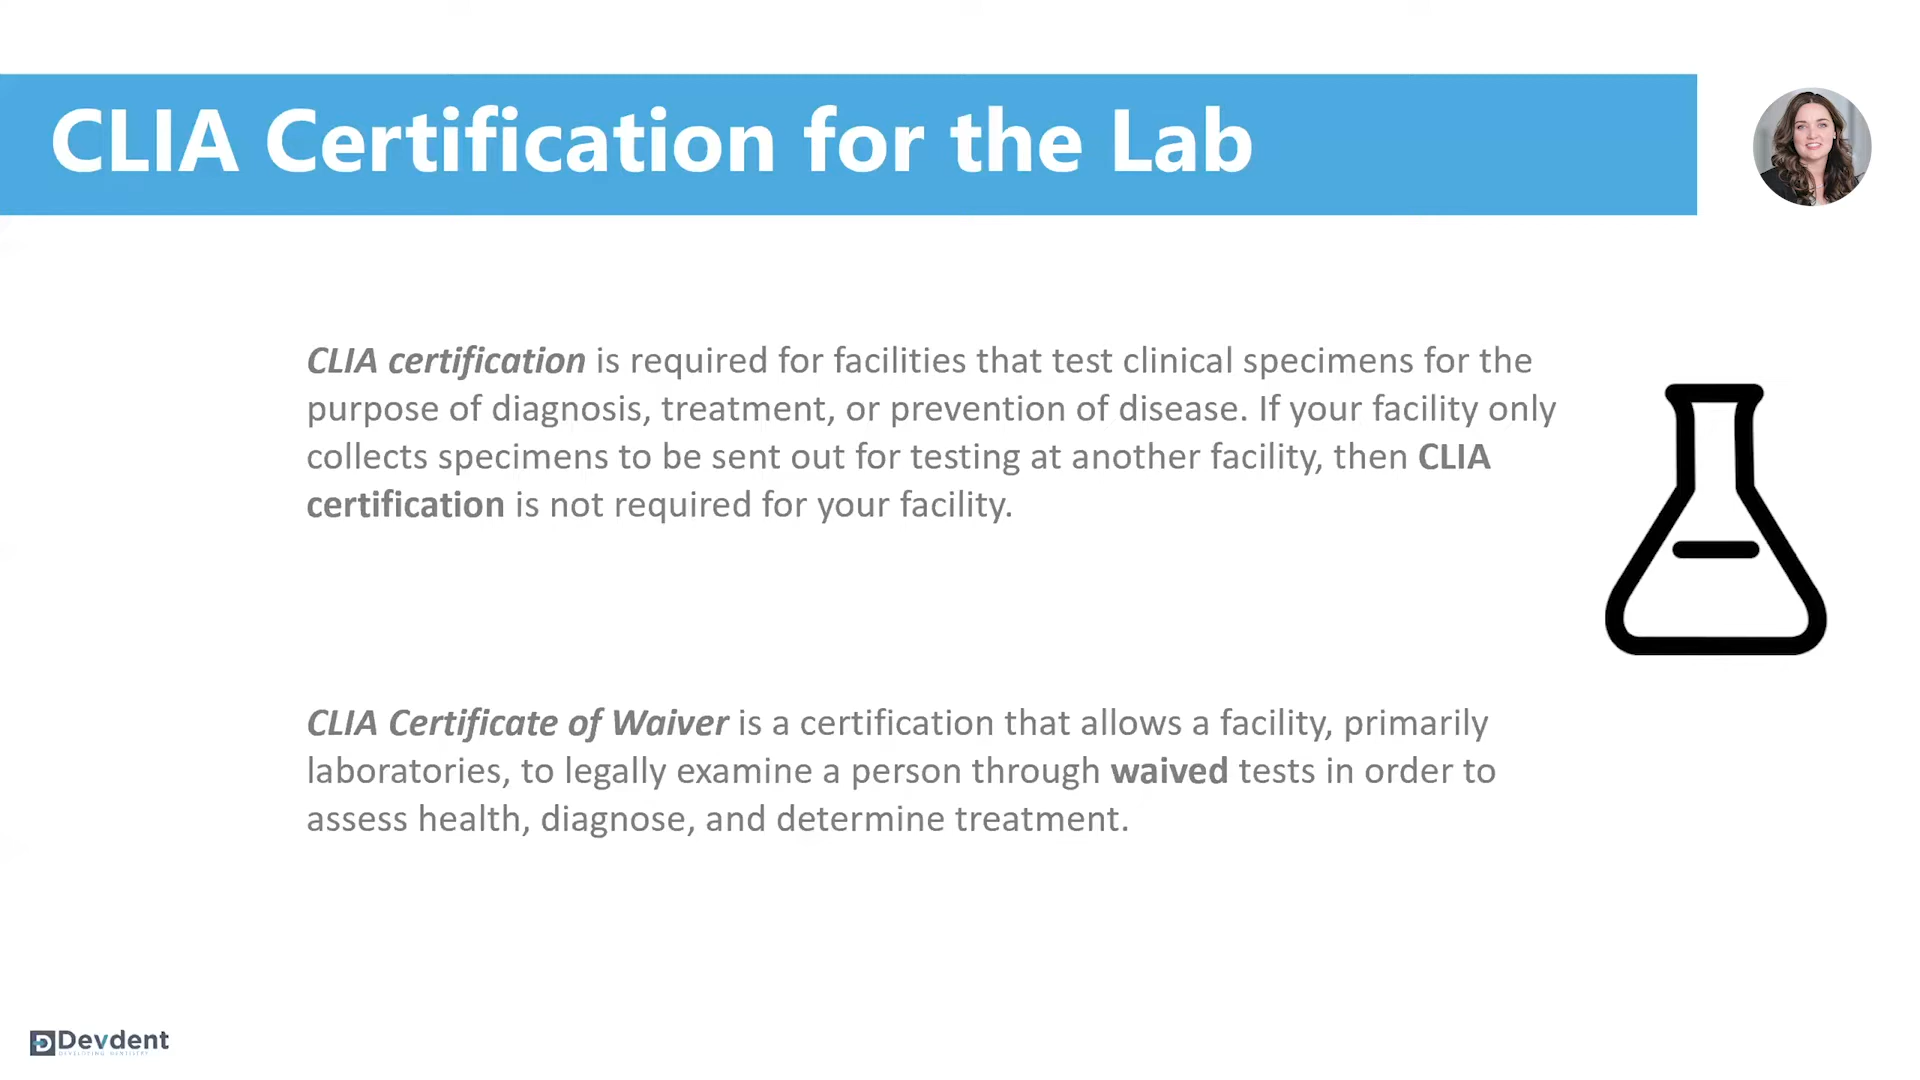 CLIA Certification for the Lab
CLIA certification is required for facilities that test clinical specimens for the
purpose of diagnosis, treatment, or prevention of disease. If your facility only
collects specimens to be sent out for testing at another facility, then CLIA
certification is not required for your facility.
CLIA Certificate of Waiver is a certification that allows a facility, primarily
laboratories, to legally examine a person through waived tests in order to
assess health, diagnose, and determine treatment.
Devdent
DEVELOPING DENTISTRY